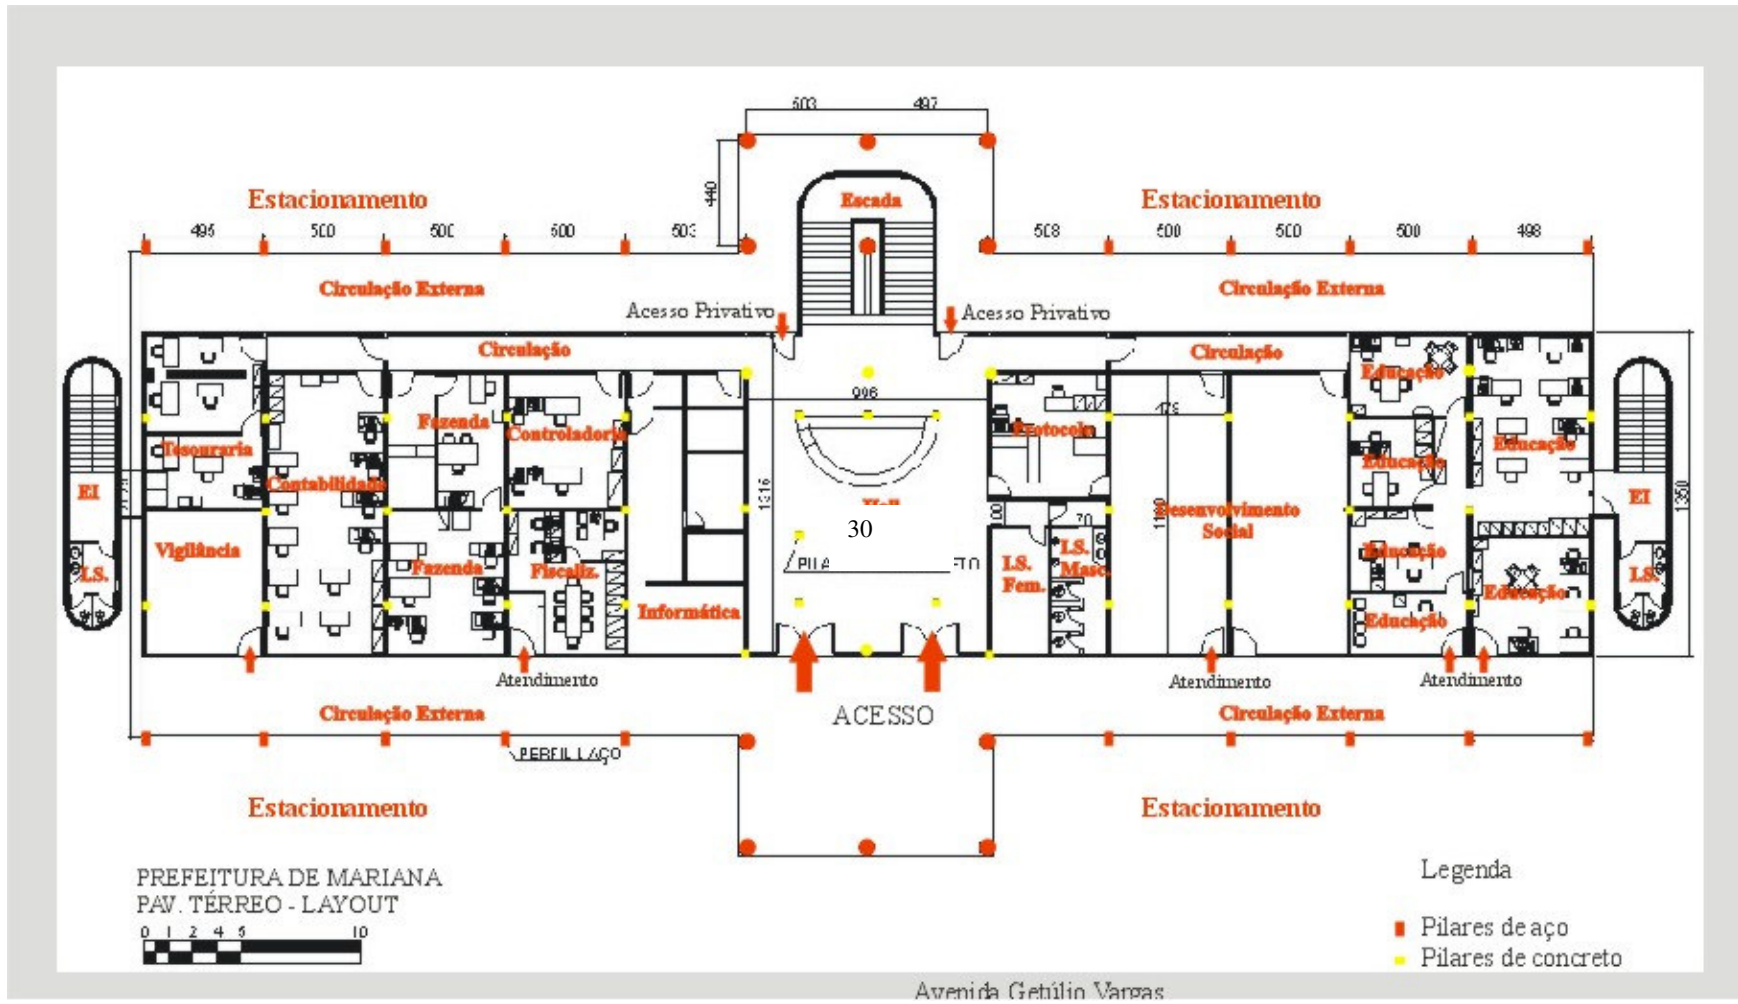 503 497
440
Escada
Estacionamento
Estacionamento
495 500 500 500 503
508 500 500 500 498
Circulação Externa
Circulação Externa
Acesso Privativo
Acesso Privativo
Circulação
Circulação
Educação
996
Fazenda
Controladoria
Protocolo
Tesouraria
Educação
Educação
Contabilidade
EI
EI
1316
1350
Desenvolvimento
Social
30
Vigilância
I.S.
Fem.
I.S.
Masc.
70
Educação
I.S.
I.S.
Fazenda
Fiscaliz.
Informática
Educação
Educação
Atendimento
Atendimento
Atendimento
ACESSO
Circulação Externa
Circulação Externa
PERFIL I AÇO
Estacionamento
Estacionamento
PREFEITURA DE MARIANA
PAV. TÉRREO - LAYOUT
0 1 2 4 5 10
Legenda
Pilares de aço
Pilares de concreto
Avenida Getúlio Vargas